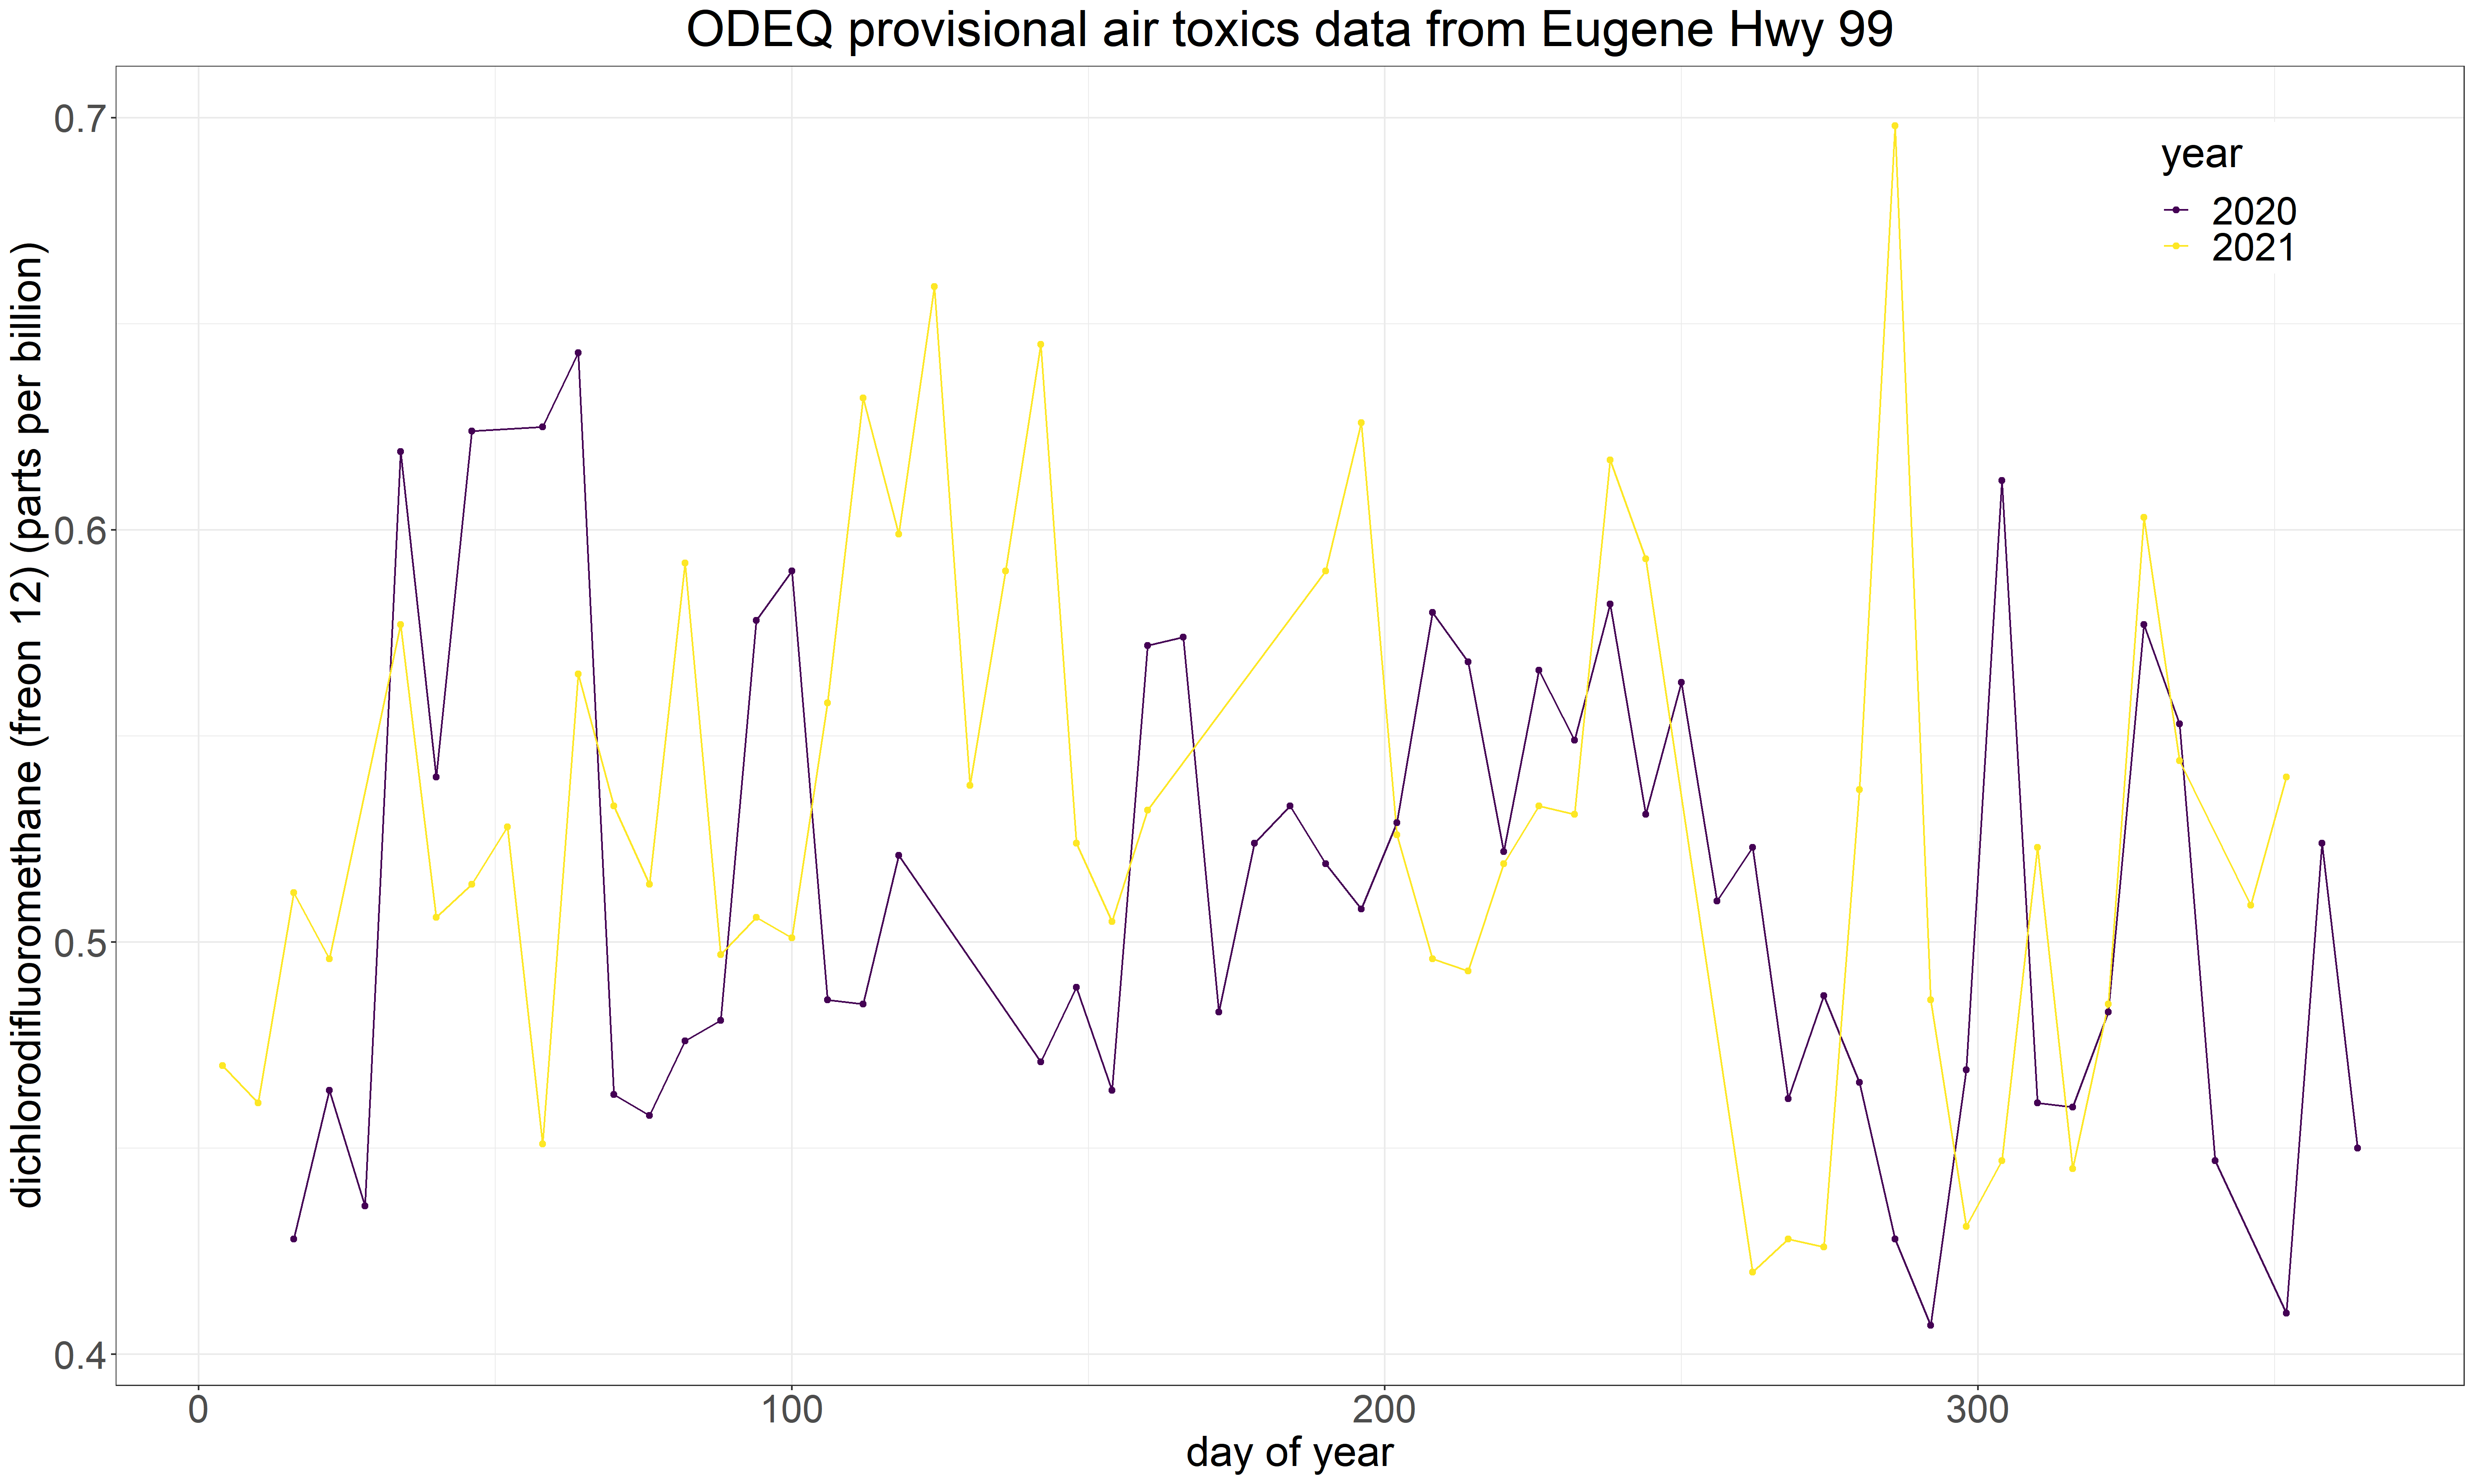 ODEQ provisional air toxics data from Eugene Hwy 99
dichlorodifluoromethane (freon 12) (parts per billion)
0.7
0.6
0.5
0.4
year
2020
2021
0 100 200 300
day of year